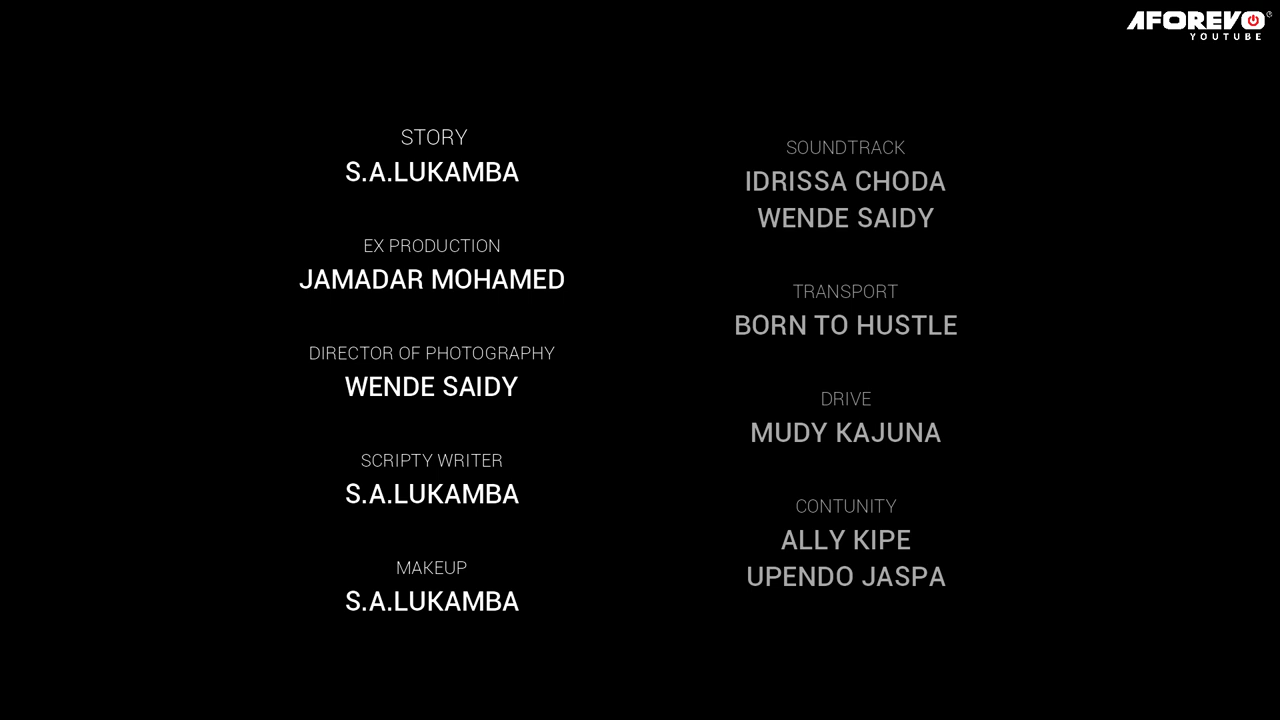 AFOREVO
YOUTUBE
STORY
S.A.LUKAMBA
EX PRODUCTION
JAMADAR MOHAMED
DIRECTOR OF PHOTOGRAPHY
WENDE SAIDY
SCRIPTY WRITER
S.A.LUKAMBA
MAKEUP
S.A.LUKAMBA
SOUNDTRACK
IDRISSA CHODA
WENDE SAIDY
TRANSPORT
BORN TO HUSTLE
DRIVE
MUDY KAJUNA
CONTUNITY
ALLY KIPE
UPENDO JASPA